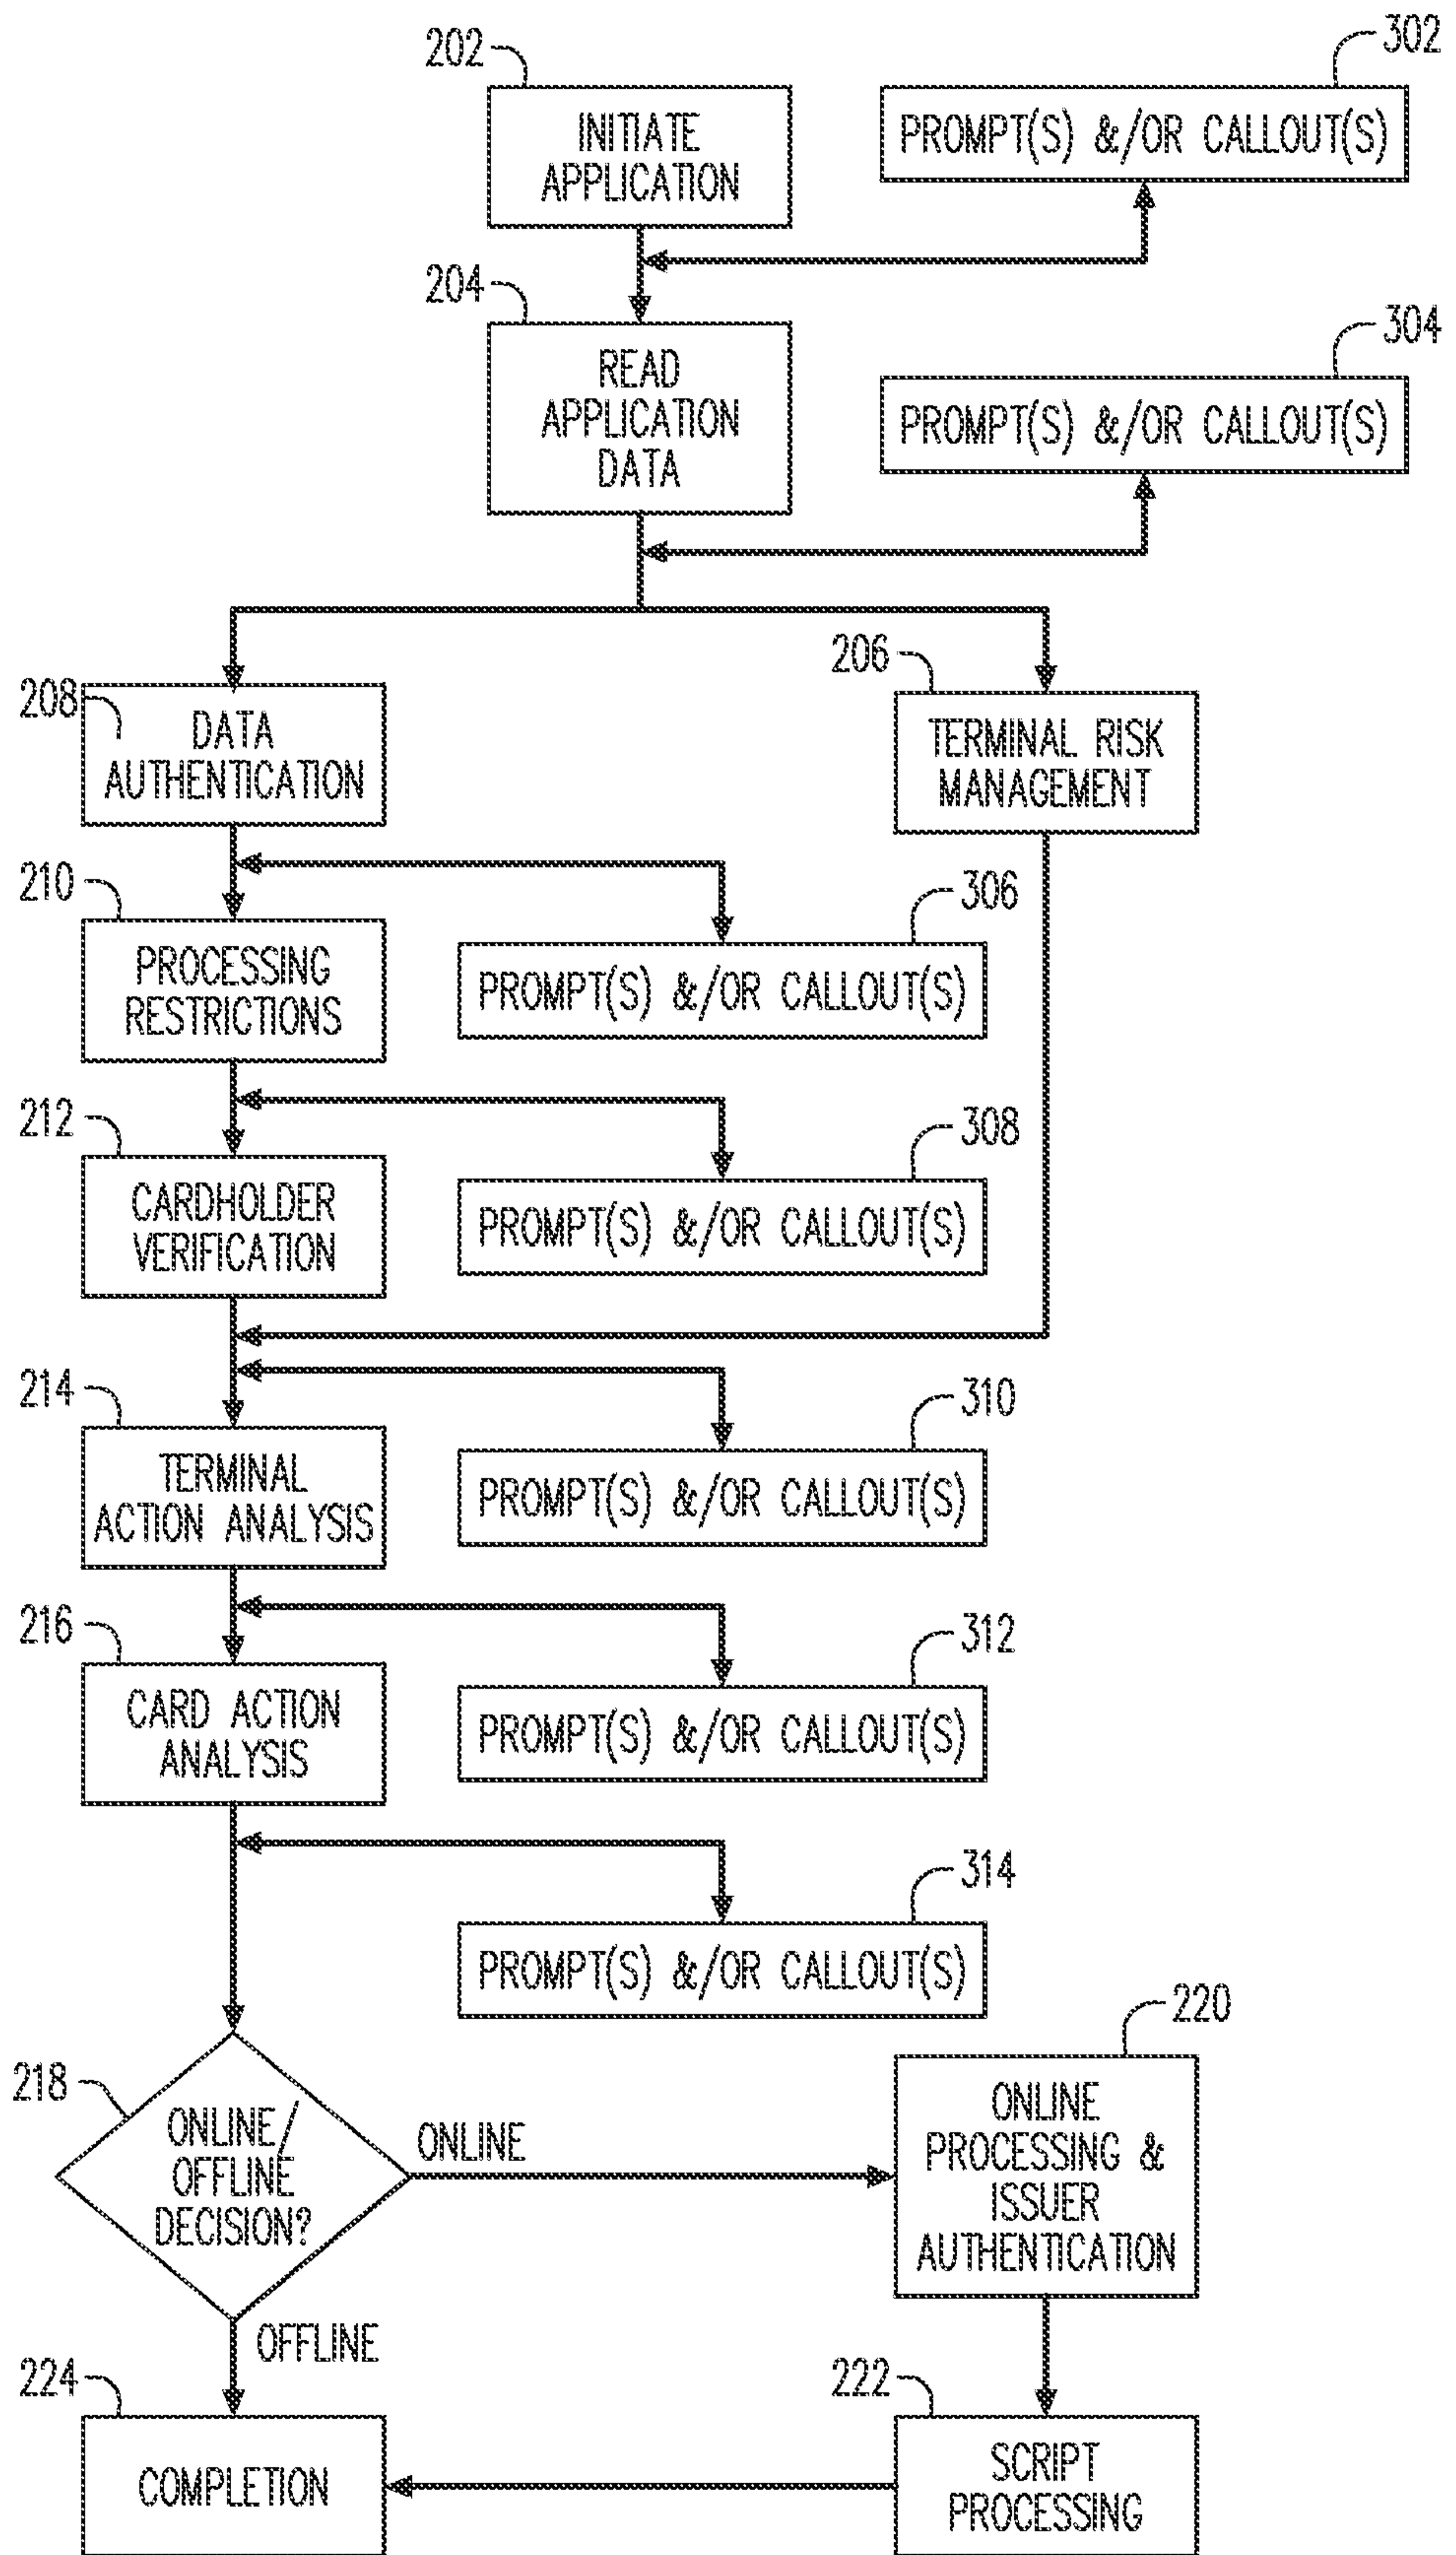 202
INITIATE
APPLICATION
302
PROMPT(S) &/OR CALLOUT(S)
204
READ
APPLICATION
DATA
304
PROMPT(S) &/OR CALLOUT(S)
208
DATA
AUTHENTICATION
206
TERMINAL RISK
MANAGEMENT
210
PROCESSING
RESTRICTIONS
306
PROMPT(S) &/OR CALLOUT(S)
212
CARDHOLDER
VERIFICATION
308
PROMPT(S) &/OR CALLOUT(S)
214
TERMINAL
ACTION ANALYSIS
310
PROMPT(S) &/OR CALLOUT(S)
216
CARD ACTION
ANALYSIS
312
PROMPT(S) &/OR CALLOUT(S)
314
PROMPT(S) &/OR CALLOUT(S)
218
ONLINE/
OFFLINE
DECISION?
ONLINE
OFFLINE
220
ONLINE
PROCESSING &
ISSUER
AUTHENTICATION
224
COMPLETION
222
SCRIPT
PROCESSING